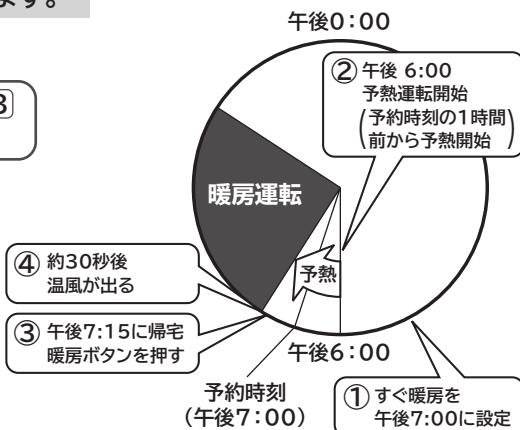 ます。
3
午後0：00
② 午後 6:00
予熱運転開始
（予約時刻の1時間
前から予熱開始）
暖房運転
予熱
④ 約30秒後
温風が出る
③ 午後7:15に帰宅
暖房ボタンを押す
午後6：00
予約時刻
（午後7：00）
① すぐ暖房を
午後7:00に設定